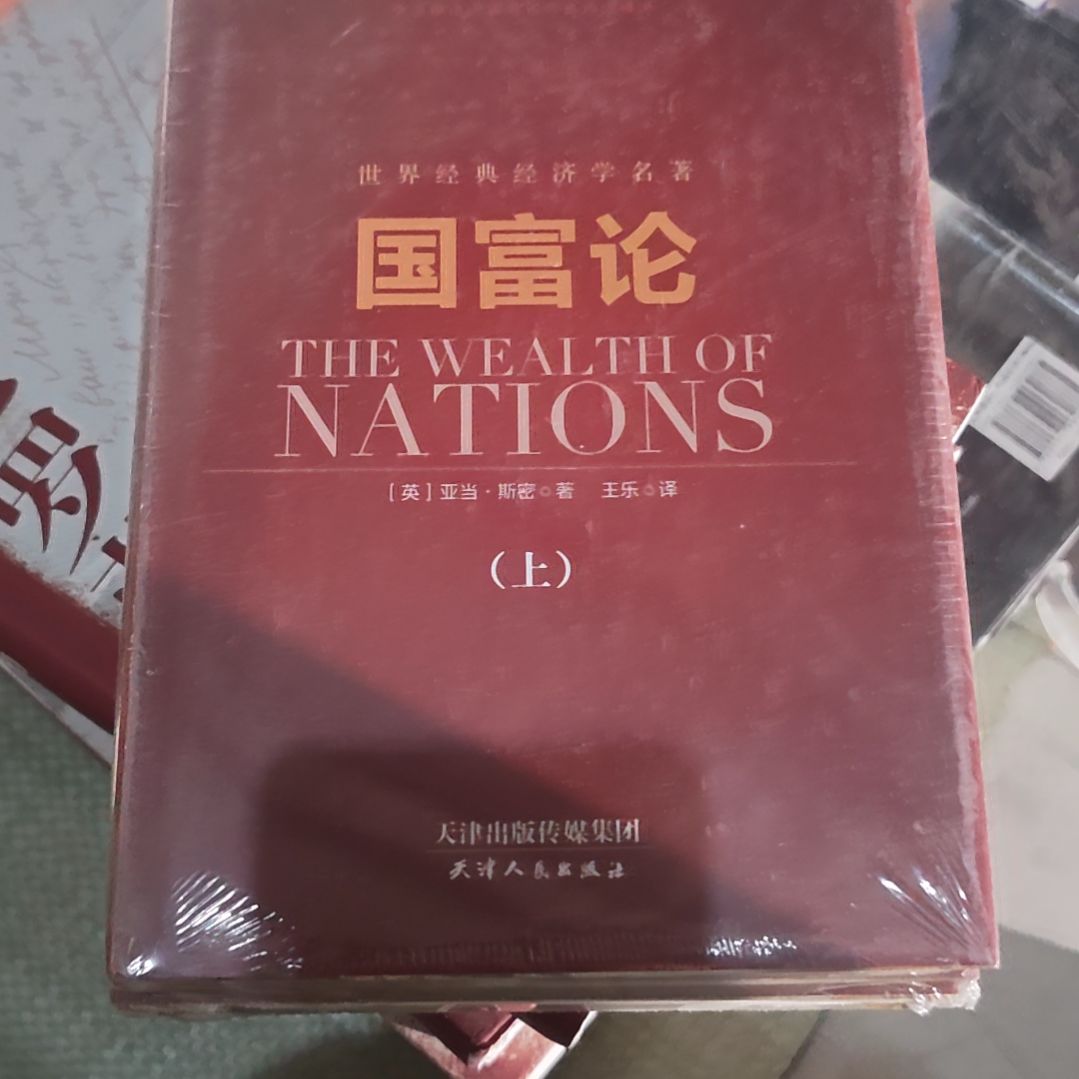 世界经典经济学名著
国富论
THE WEALTH OF
NATIONS
[英]亚当·斯密○著 王乐○译
(上)
天津出版传媒集团
天津人民出版社